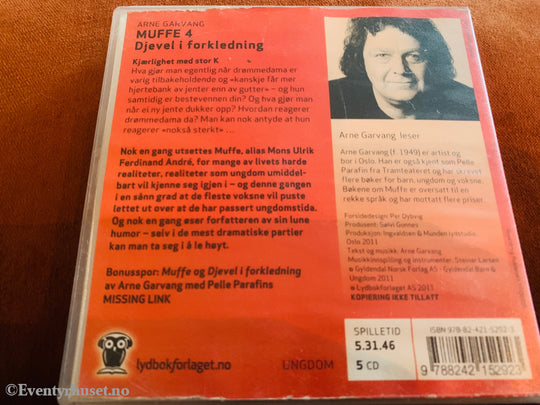 ARNE GARVANG
MUFFE 4
Djevel i forkledning
Kjærlighet med stor K
Hva gjør man egentlig når drømmedama er
varig tilbakeholdende og «kanskje får mer
hjertebank av jenter enn av gutter» – og hun
samtidig er bestevennen din? Og hva gjør man
når ei ny jente dukker opp? Hvordan reagerer
drømmedama da? Man kan nok antyde at hun
reagerer «nokså sterkt» ...
Nok en gang utsettes Muffe, alias Mons Ulrik
Ferdinand André, for mange av livets harde
realiteter, realiteter som ungdom umiddel-
bart vil kjenne seg igjen i – og denne gangen
i en sånn grad at de fleste voksne vil puste
lettet ut over at de har passert ungdomstida.
Og nok en gang øser forfatteren av sin lune
humor – selv i de mest dramatiske partier
kan man ta seg i å le høyt.
Bonusspor: Muffe og Djevel i forkledning
av Arne Garvang med Pelle Parafins
MISSING LINK
lydbokforlaget.no
UNGDOM
Arne Garvang leser
Arne Garvang (f. 1949) er artist og
bor i Oslo. Han er også kjent som Pelle
Parafin fra Tramteatret og har skrevet
flere bøker for barn, ungdom og voksne.
Bøkene om Muffe er oversatt til en
rekke språk og har mottatt flere priser.
Forsidedesign: Per Dybvig
Produsent: Sølvi Gonnes
Produksjon: Ingvaldsen & Munden lydstudio,
Oslo 2011
Tekst og musikk: Arne Garvang
Musikkinnspilling og instrumenter: Steinar Larsen
© Gyldendal Norsk Forlag AS - Gyldendal Barn &
Ungdom 2011
℗ Lydbokforlaget AS 2011
KOPIERING IKKE TILLATT
SPILLETID
5.31.46
5 CD
ISBN 978-82-421-5292-3
9 788242 152923
© Eventyrhuset.no